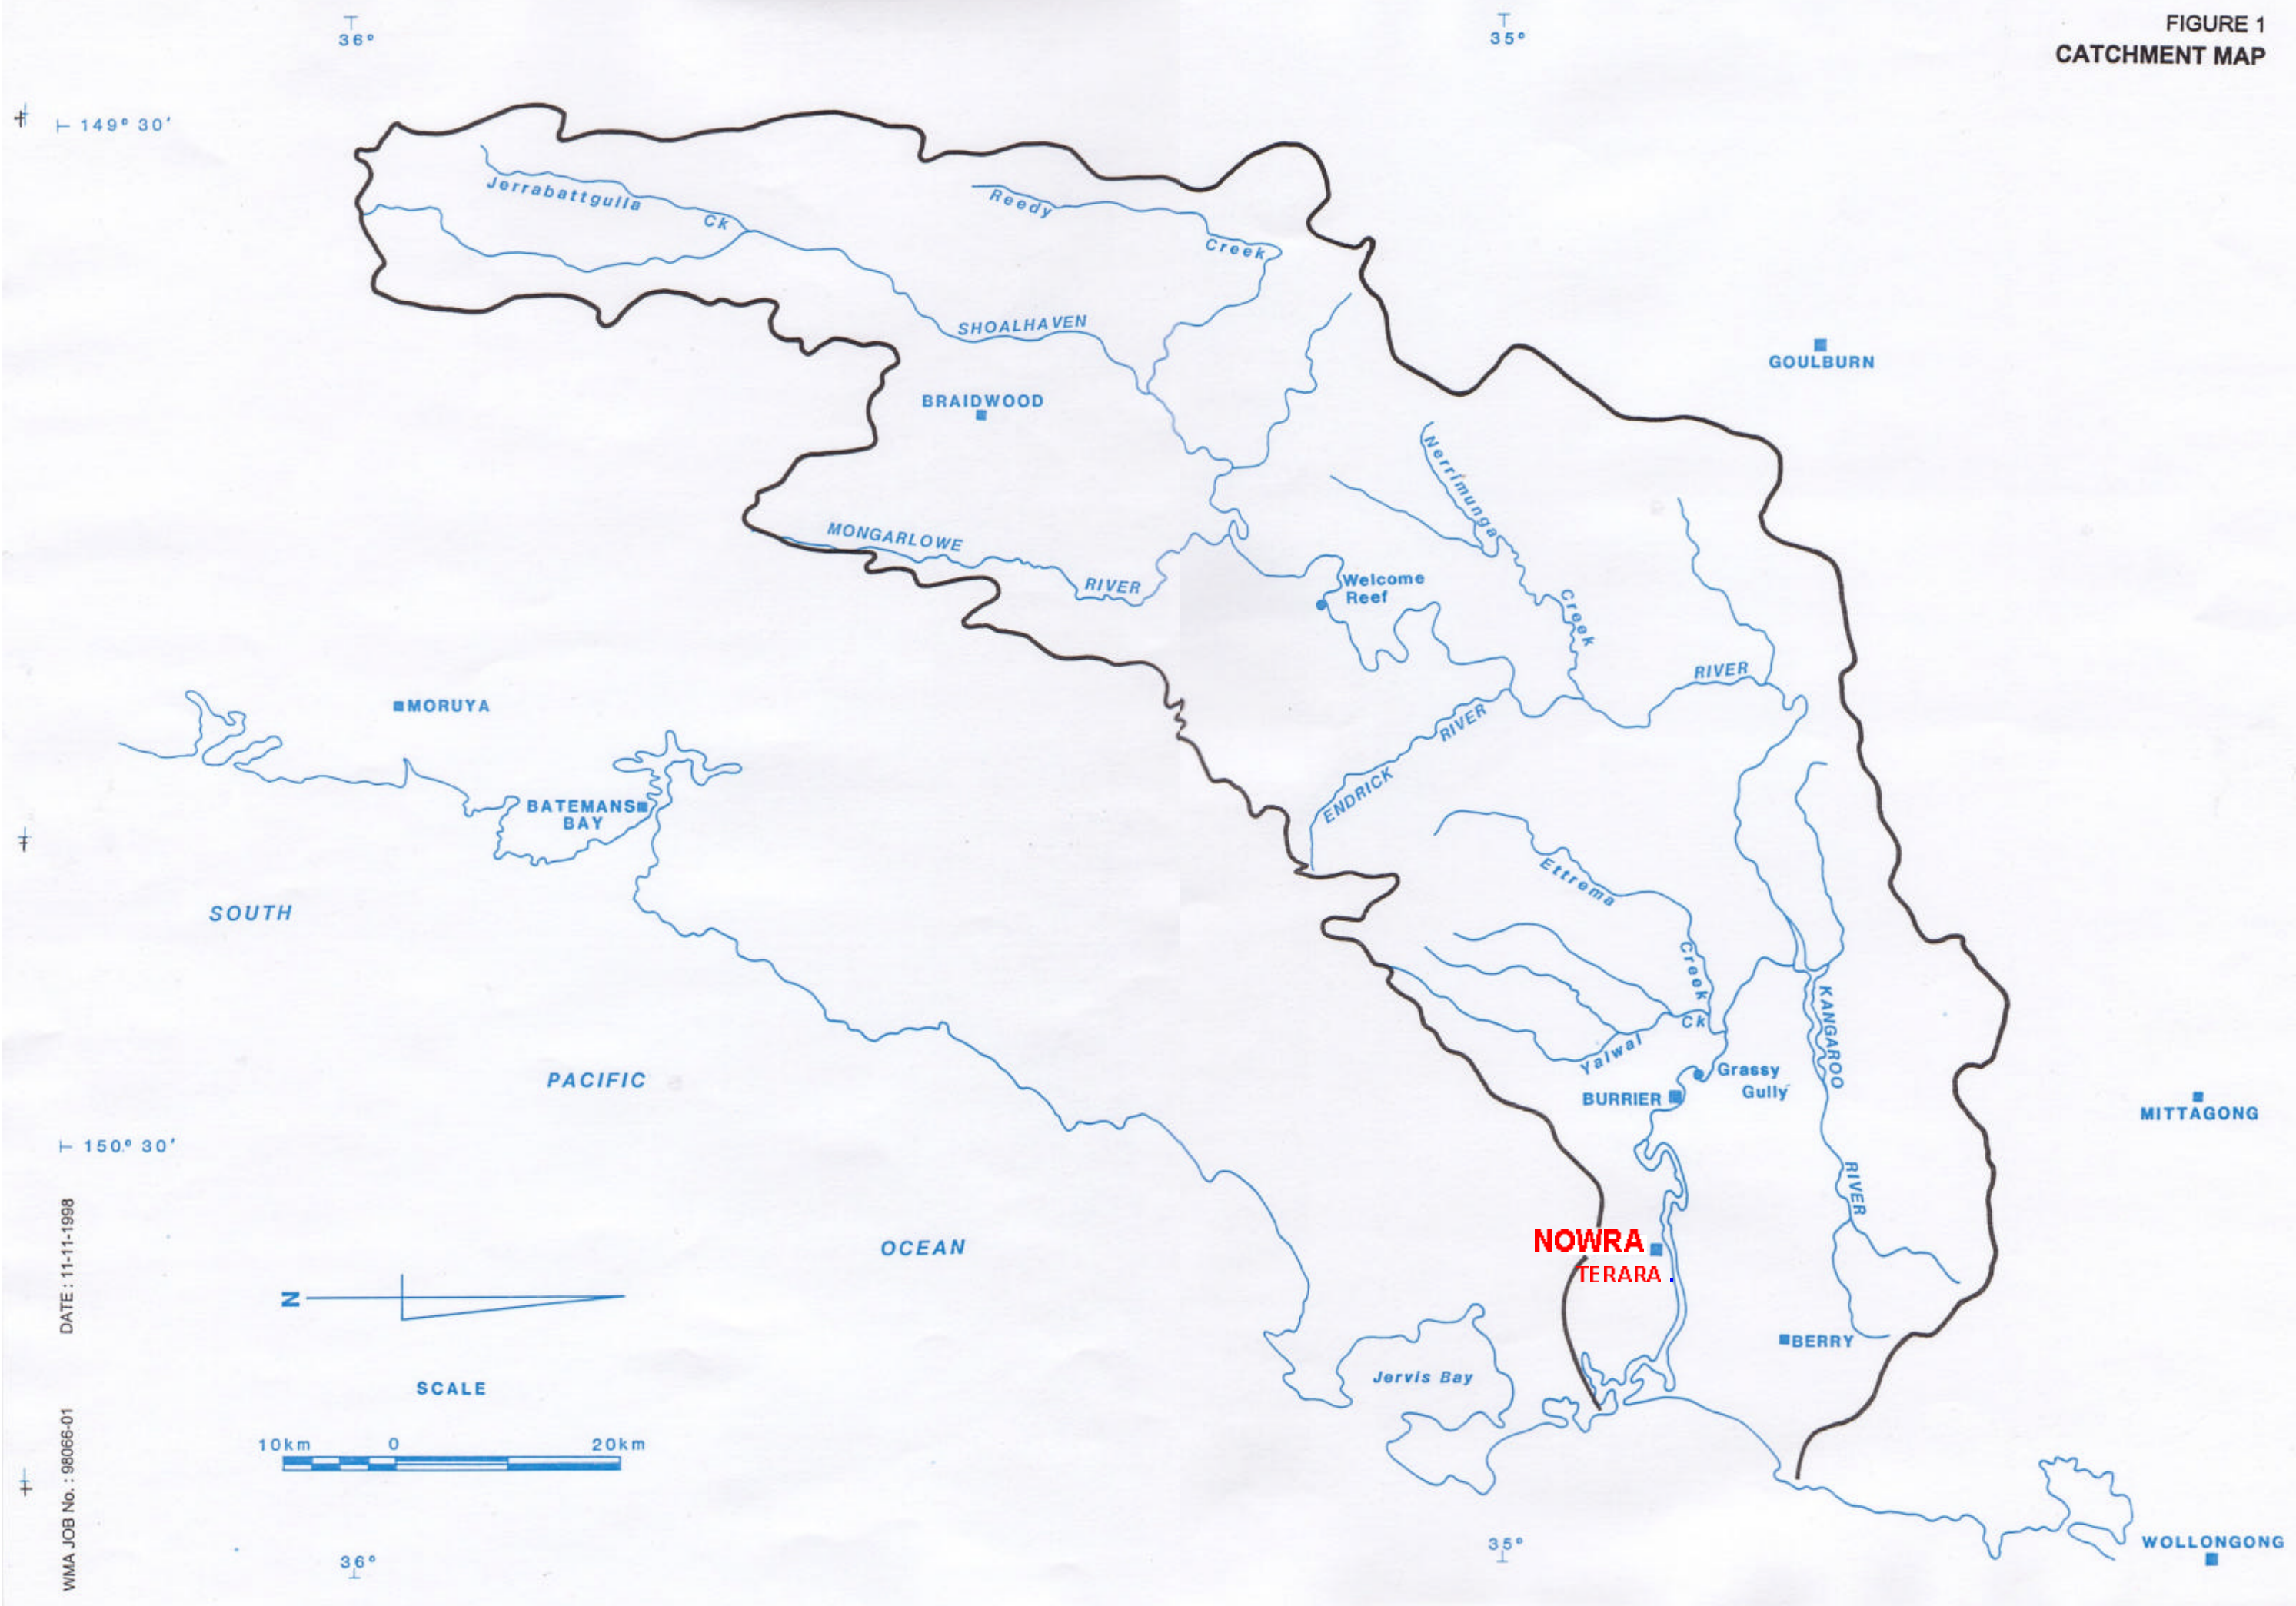 FIGURE 1
CATCHMENT MAP
36°
35°
149° 30'
Jerrabattgulla
Ck
Reedy
Creek
SHOALHAVEN
GOULBURN
BRAIDWOOD
Nerrimunga
Creek
MONGARLOWE
RIVER
Welcome
Reef
RIVER
MORURYA
ENDRICK
RIVER
BATEMANS
BAY
Ettrema
Creek
SOUTH
PACIFIC
OCEAN
KANGAROO
RIVER
Ck
Yalwal
Grassy
Gully
BURRIER
MITTAGONG
150° 30'
NOWRA
TERARA .
BERRY
Jervis Bay
N
SCALE
10km 0 20km
WOLLONGONG
36°
35°
DATE : 11-11-1998
WMA JOB No. : 98066-01